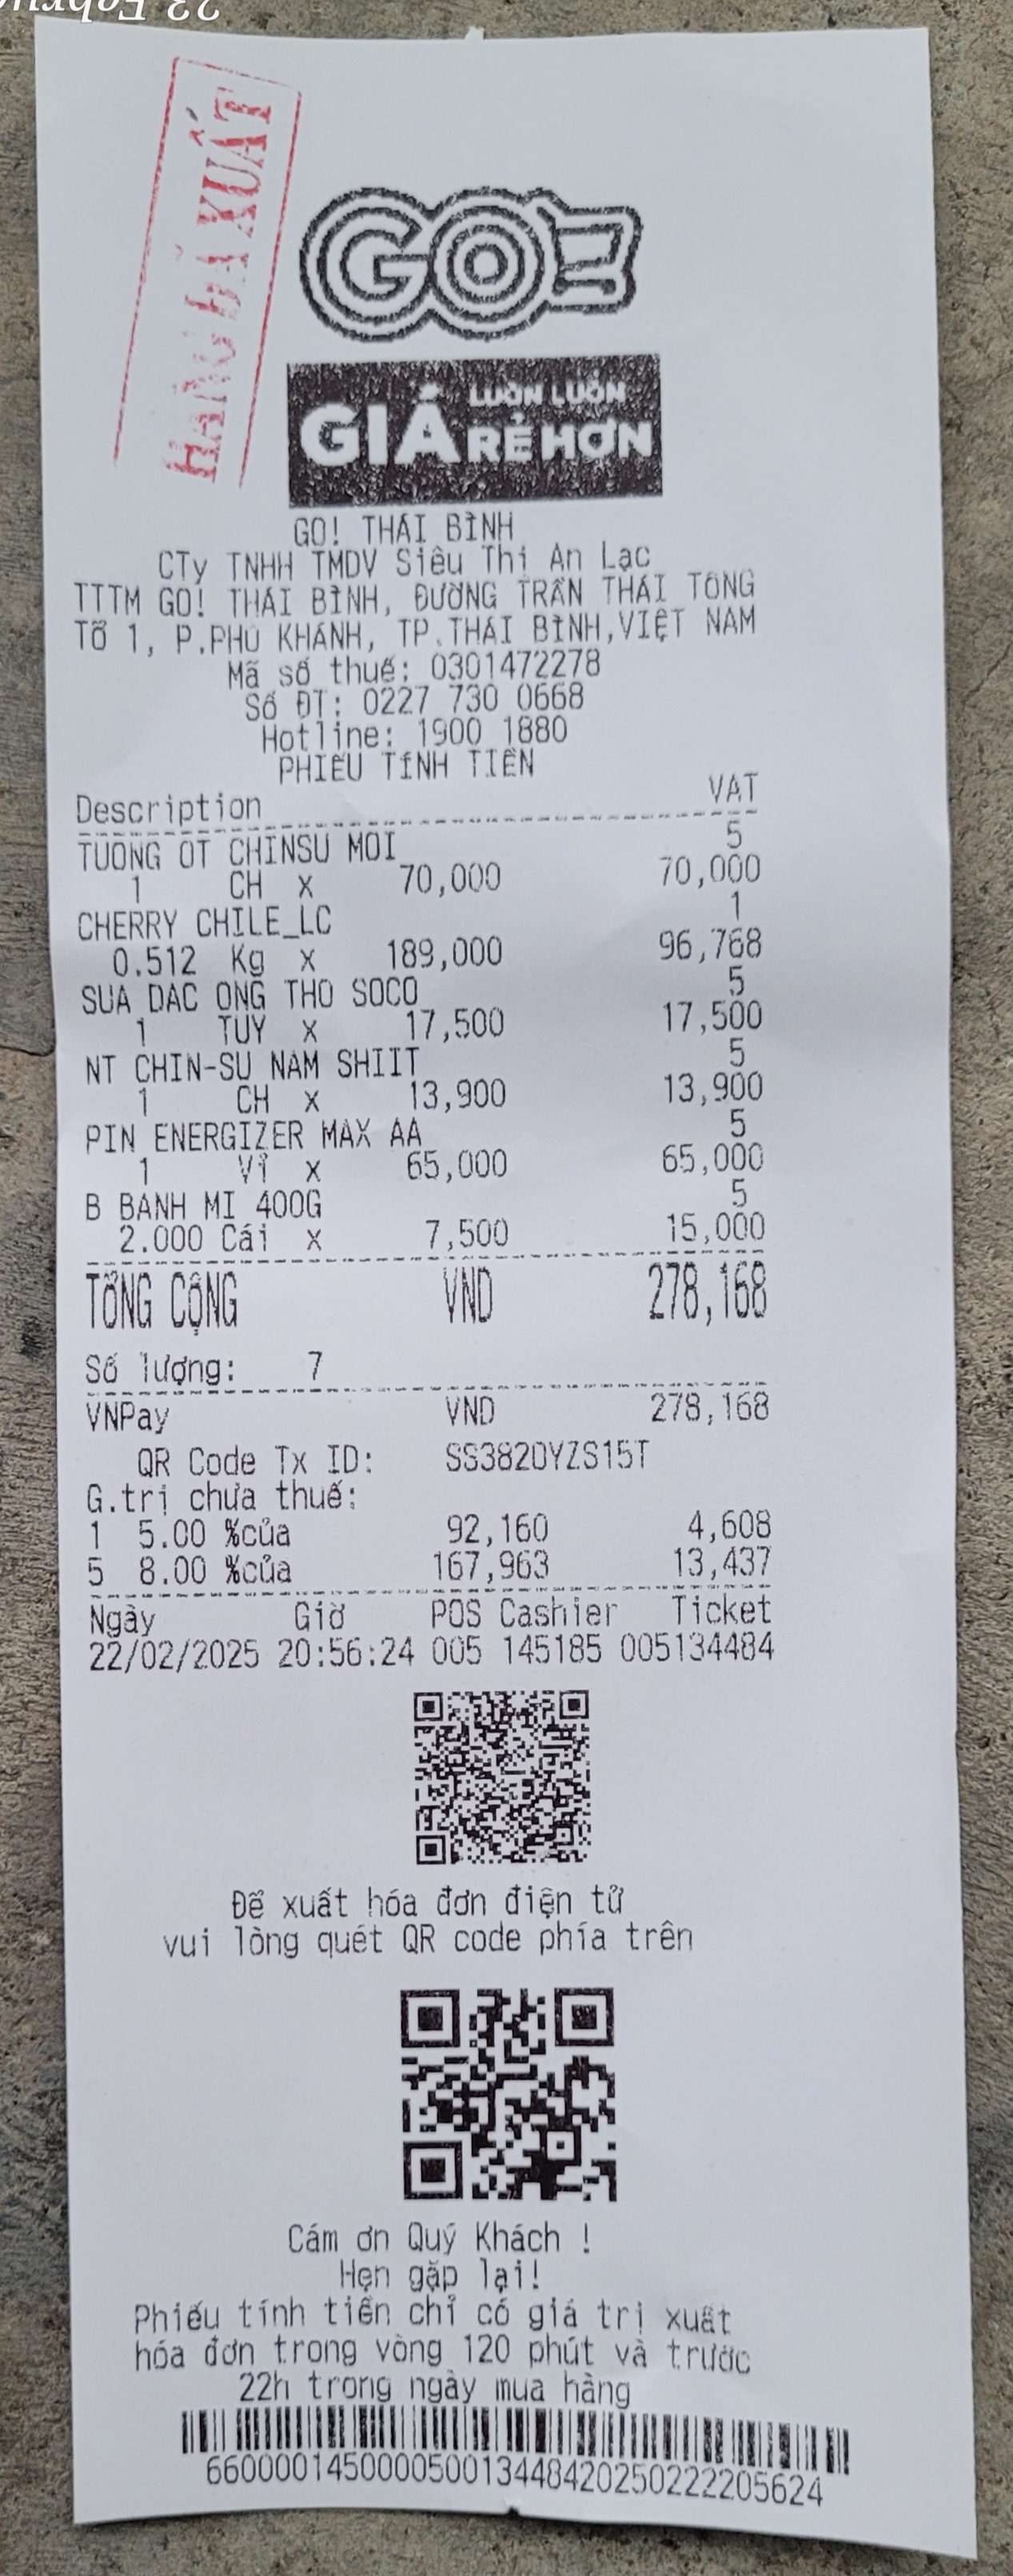 23 Februa
HÀNG ĐÃ XUẤT
GO!
GIÁ LUÔN LUÔN RẺ HƠN
GO! THÁI BÌNH
CTy TNHH TMDV Siêu Thị An Lạc
TTTM GO! THÁI BÌNH, ĐƯỜNG TRẦN THÁI TÔNG
TỔ 1, P.PHÚ KHÁNH, TP.THÁI BÌNH,VIỆT NAM
Mã số thuế: 0301472278
Số ĐT: 0227 730 0668
Hotline: 1900 1880
PHIẾU TÍNH TIỀN
Description VAT
TUONG OT CHINSU MOI 5
1 CH x 70,000 70,000
CHERRY CHILE_LC 1
0.512 Kg x 189,000 96,768
SUA DAC ONG THO SOCO 5
1 TUY x 17,500 17,500
NT CHIN-SU NAM SHIIT 5
1 CH x 13,900 13,900
PIN ENERGIZER MAX AA 5
1 Vỉ x 65,000 65,000
B BANH MI 400G 5
2.000 Cái x 7,500 15,000
TỔNG CỘNG VND 278,168
Số lượng: 7
VNPay VND 278,168
QR Code Tx ID: SS3820YZS15T
G.trị chưa thuế:
1 5.00 %của 92,160 4,608
5 8.00 %của 167,963 13,437
Ngày Giờ POS Cashier Ticket
22/02/2025 20:56:24 005 145185 005134484
Để xuất hóa đơn điện tử
vui lòng quét QR code phía trên
Cám ơn Quý Khách !
Hẹn gặp lại!
Phiếu tính tiền chỉ có giá trị xuất
hóa đơn trong vòng 120 phút và trước
22h trong ngày mua hàng
660000145000050013448420250222205624